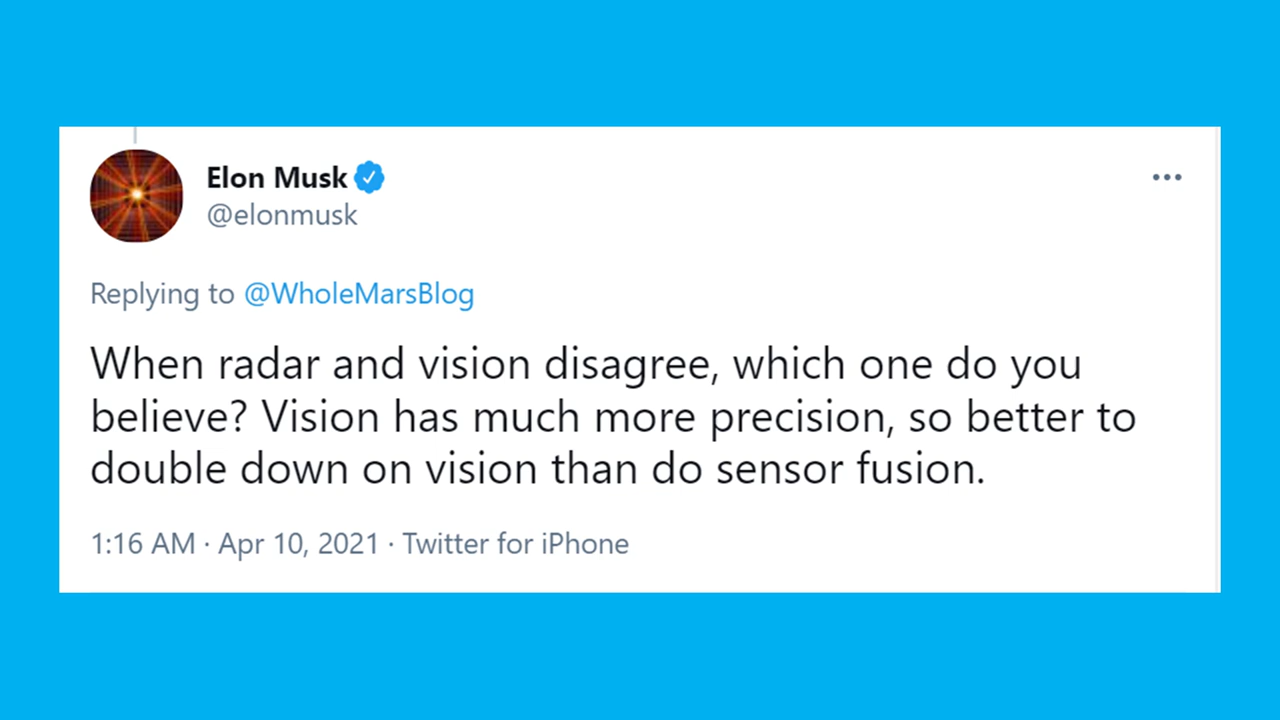 Elon Musk
@elonmusk
Replying to @WholeMarsBlog
When radar and vision disagree, which one do you
believe? Vision has much more precision, so better to
double down on vision than do sensor fusion.
1:16 AM · Apr 10, 2021 · Twitter for iPhone